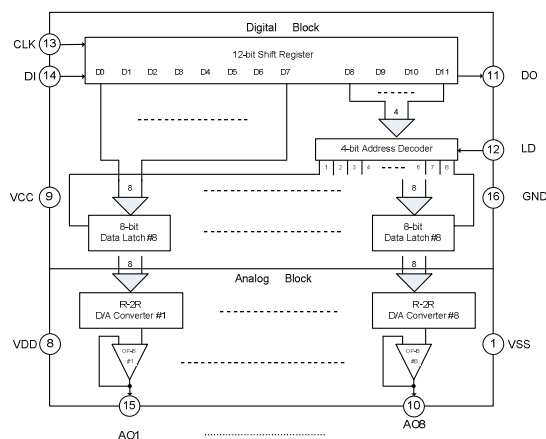 Digital Block
CLK 13
12-bit Shift Register
D0 D1 D2 D3 D4 D5 D6 D7 D8 D9 D10 D11
DI 14
11 DO
4
4-bit Address Decoder
12 LD
1 2 3 4 6 7 8
VCC 9
8
8
16 GND
8-bit
Data Latch #8
8-bit
Data Latch #8
8
8
Analog Block
R-2R
D/A Converter #1
R-2R
D/A Converter #8
VDD 8
OP-B
#1
OP-B
#8
1 VSS
15
10
AO1
AO8